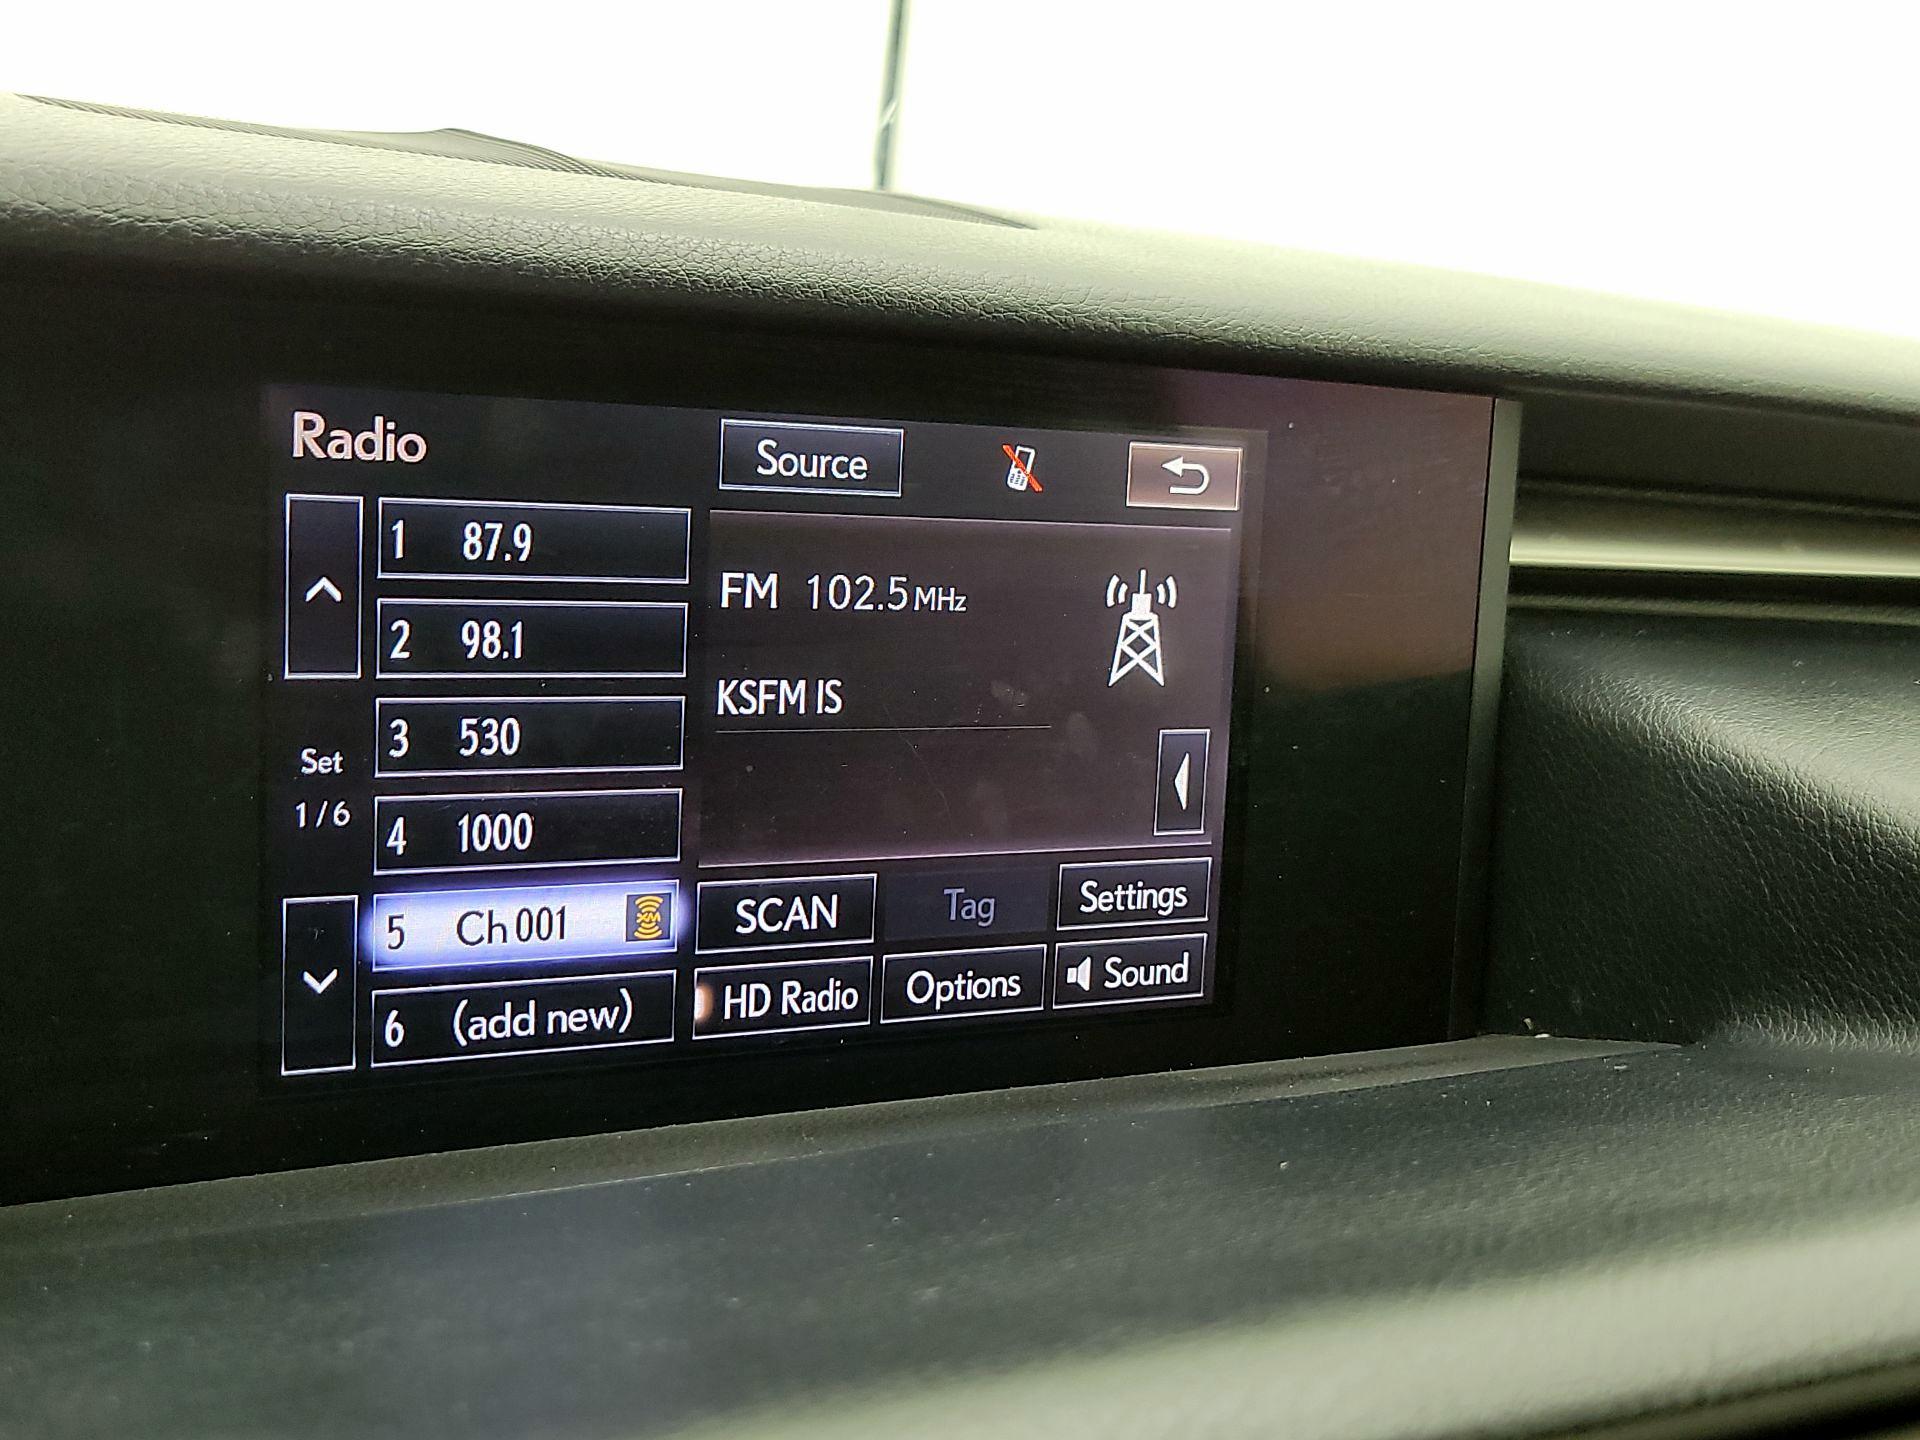 Radio
Source
1 87.9
2 98.1
3 530
4 1000
5 Ch 001 XM
6 (add new)
Set
1/6
FM 102.5 MHz
KSFM IS
SCAN
Tag
Settings
HD Radio
Options
Sound